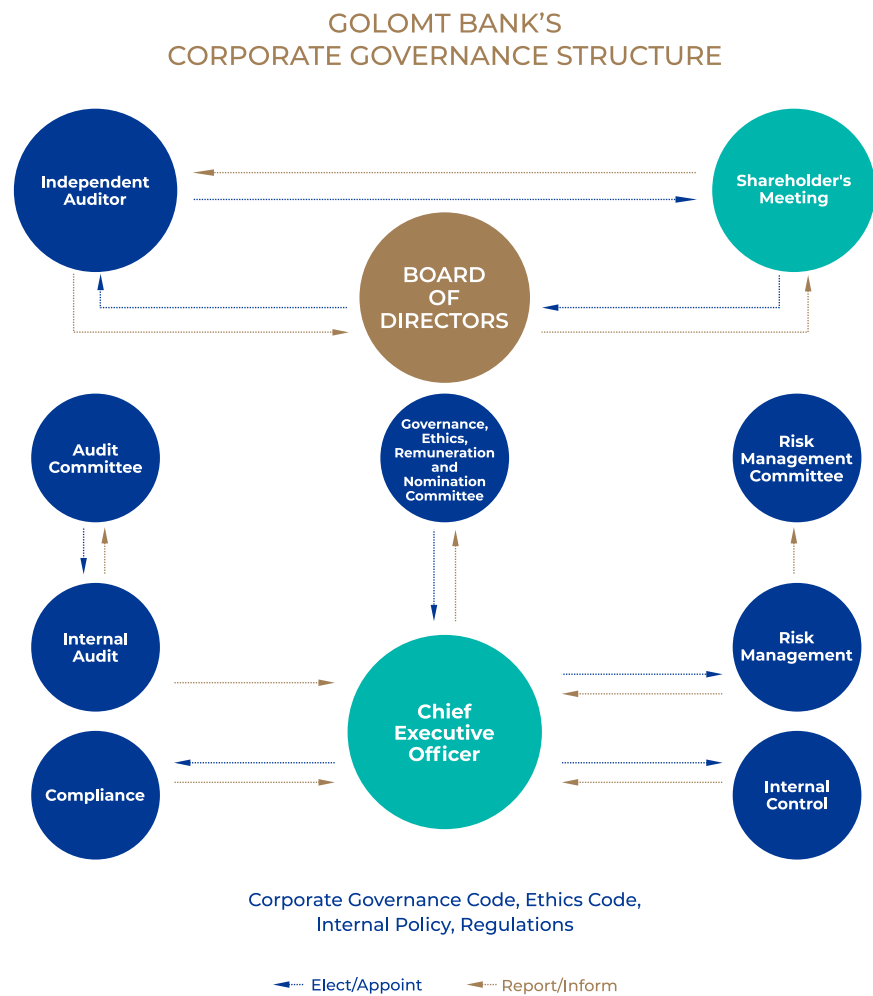 GOLOMT BANK'S
CORPORATE GOVERNANCE STRUCTURE
Independent
Auditor
Shareholder's
Meeting
BOARD
OF
DIRECTORS
Audit
Committee
Governance,
Ethics,
Remuneration
and
Nomination
Committee
Risk
Management
Committee
Internal
Audit
Risk
Management
Chief
Executive
Officer
Compliance
Internal
Control
Corporate Governance Code, Ethics Code,
Internal Policy, Regulations
Elect/Appoint
Report/Inform